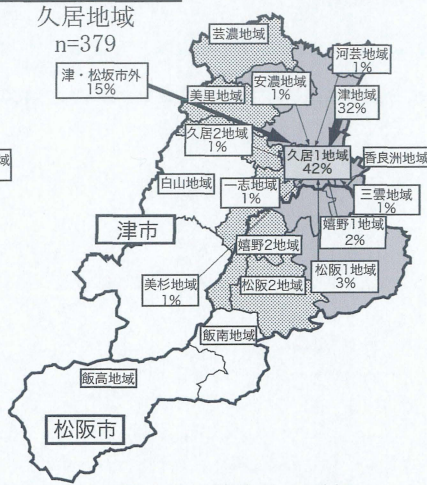 久居地域
n=379
芸濃地域
河芸地域
1%
津・松坂市外
15%
安濃地域
1%
津地域
32%
美里地域
久居2地域
1%
久居1地域
42%
香良洲地域
域
白山地域
一志地域
1%
三雲地域
1%
津市
嬉野1地域
2%
嬉野2地域
美杉地域
1%
松阪2地域
松阪1地域
3%
飯南地域
飯高地域
松阪市